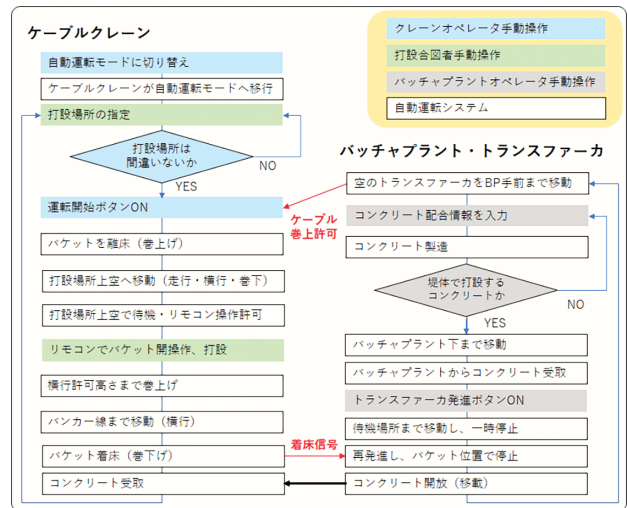 ケーブルクレーン
自動運転モードに切り替え
ケーブルクレーンが自動運転モードへ移行
打設場所の指定
打設場所は
間違いないか
NO
YES
運転開始ボタンON
バケットを離床（巻上げ）
打設場所上空へ移動（走行・横行・巻下）
打設場所上空で待機・リモコン操作許可
リモコンでバケット開操作、打設
横行許可高さまで巻上げ
バンカー線まで移動（横行）
バケット着床（巻下げ）
コンクリート受取
クレーンオペレータ手動操作
打設合図者手動操作
バッチャプラントオペレータ手動操作
自動運転システム
バッチャプラント・トランスファーカ
空のトランスファーカをBP手前まで移動
ケーブル
巻上許可
コンクリート配合情報を入力
コンクリート製造
堤体で打設する
コンクリートか
NO
YES
バッチャプラント下まで移動
バッチャプラントからコンクリート受取
トランスファーカ発進ボタンON
待機場所まで移動し、一時停止
着床信号
再発進し、バケット位置で停止
コンクリート開放（移載）